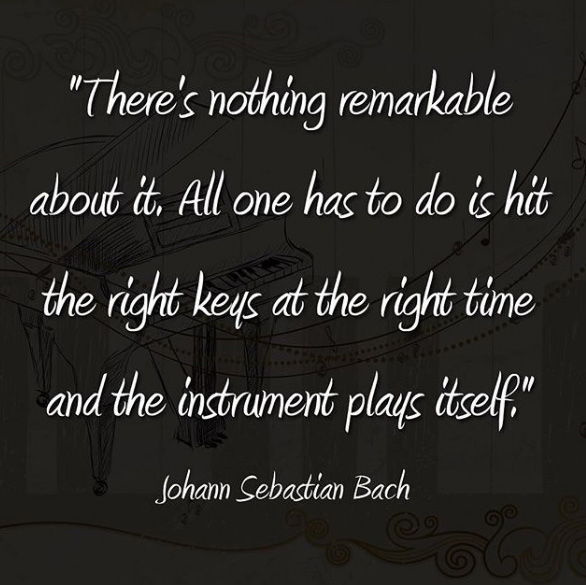 "There's nothing remarkable
about it. All one has to do is hit
the right keys at the right time
and the instrument plays itself."
Johann Sebastian Bach